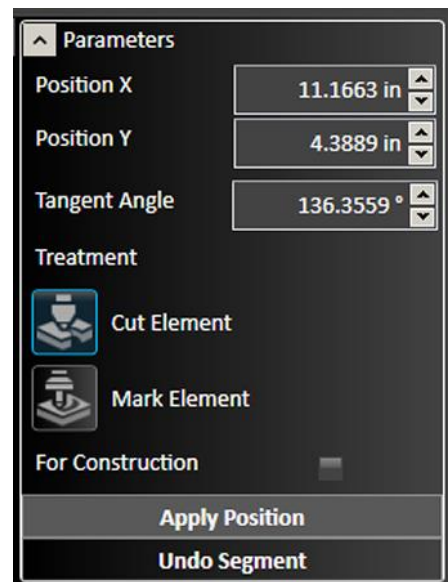 Parameters
Position X 11.1663 in
Position Y 4.3889 in
Tangent Angle 136.3559 °
Treatment
Cut Element
Mark Element
For Construction
Apply Position
Undo Segment